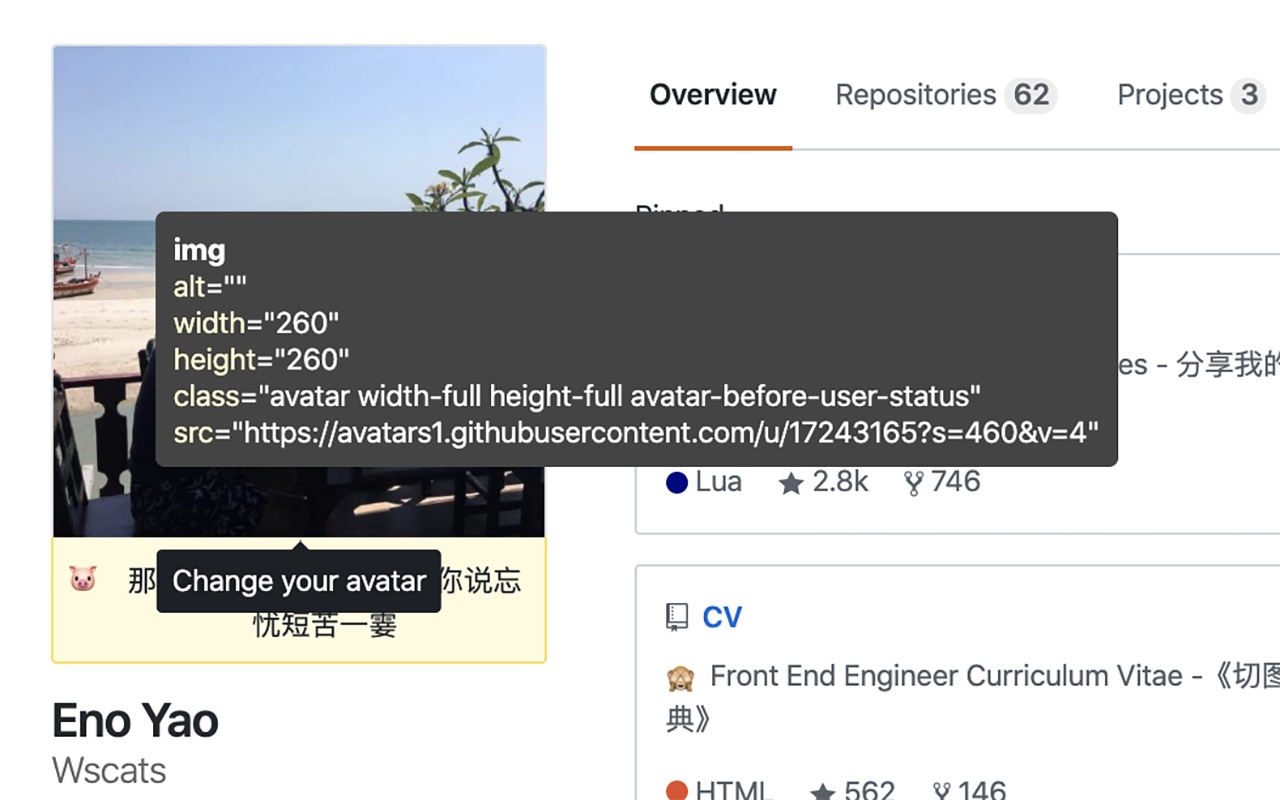 Overview
Repositories 62
Projects 3
img
alt=""
width="260"
height="260"
class="avatar width-full height-full avatar-before-user-status"
src="https://avatars1.githubusercontent.com/u/17243165?s=460&v=4"
es - 分享我的
Lua 2.8k 746
🐷 那
Change your avatar
你说忘
忧短苦一霎
Eno Yao
Wscats
CV
🙈 Front End Engineer Curriculum Vitae -《切图
典》
HTML 562 146